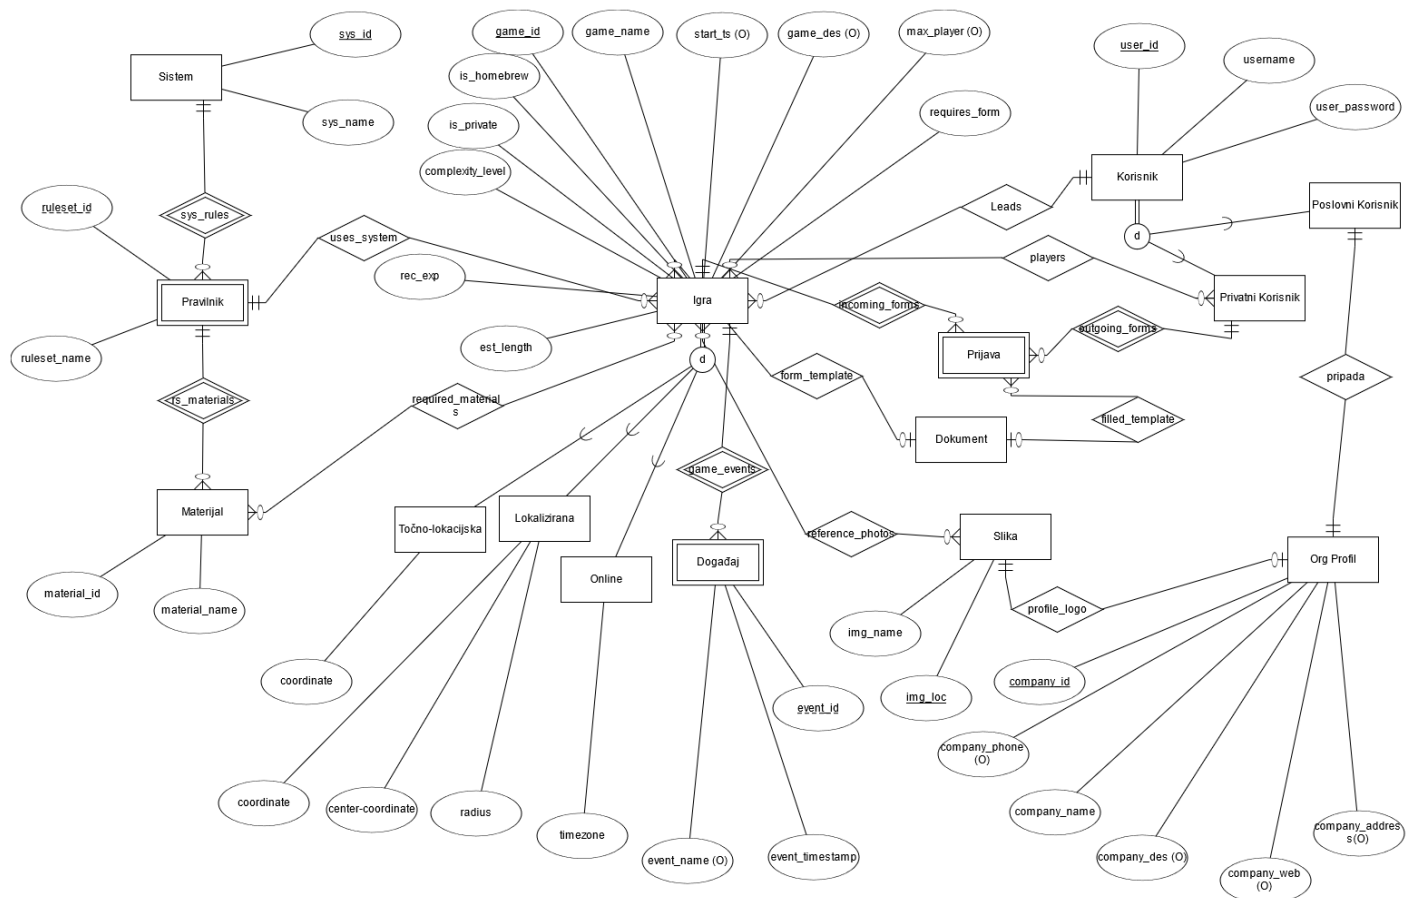 sys_id
game_id
game_name
start_ts (O)
game_des (O)
max_player (O)
user_id
username
Sistem
is_homebrew
user_password
sys_name
is_private
requires_form
complexity_level
Korisnik
ruleset_id
sys_rules
Leads
Poslovni Korisnik
uses_system
d
players
rec_exp
Pravilnik
Igra
incoming_forms
Privatni Korisnik
outgoing_forms
ruleset_name
est_length
d
Prijava
form_template
pripada
rs_materials
required_material
s
filled_template
Dokument
game_events
Materijal
Točno-lokacijska
Lokalizirana
reference_photos
Slika
Online
Događaj
Org Profil
material_id
material_name
profile_logo
img_name
coordinate
company_id
event_id
img_loc
company_phone
(O)
coordinate
center-coordinate
radius
company_name
timezone
company_addres
s(O)
event_name (O)
event_timestamp
company_des (O)
company_web
(O)